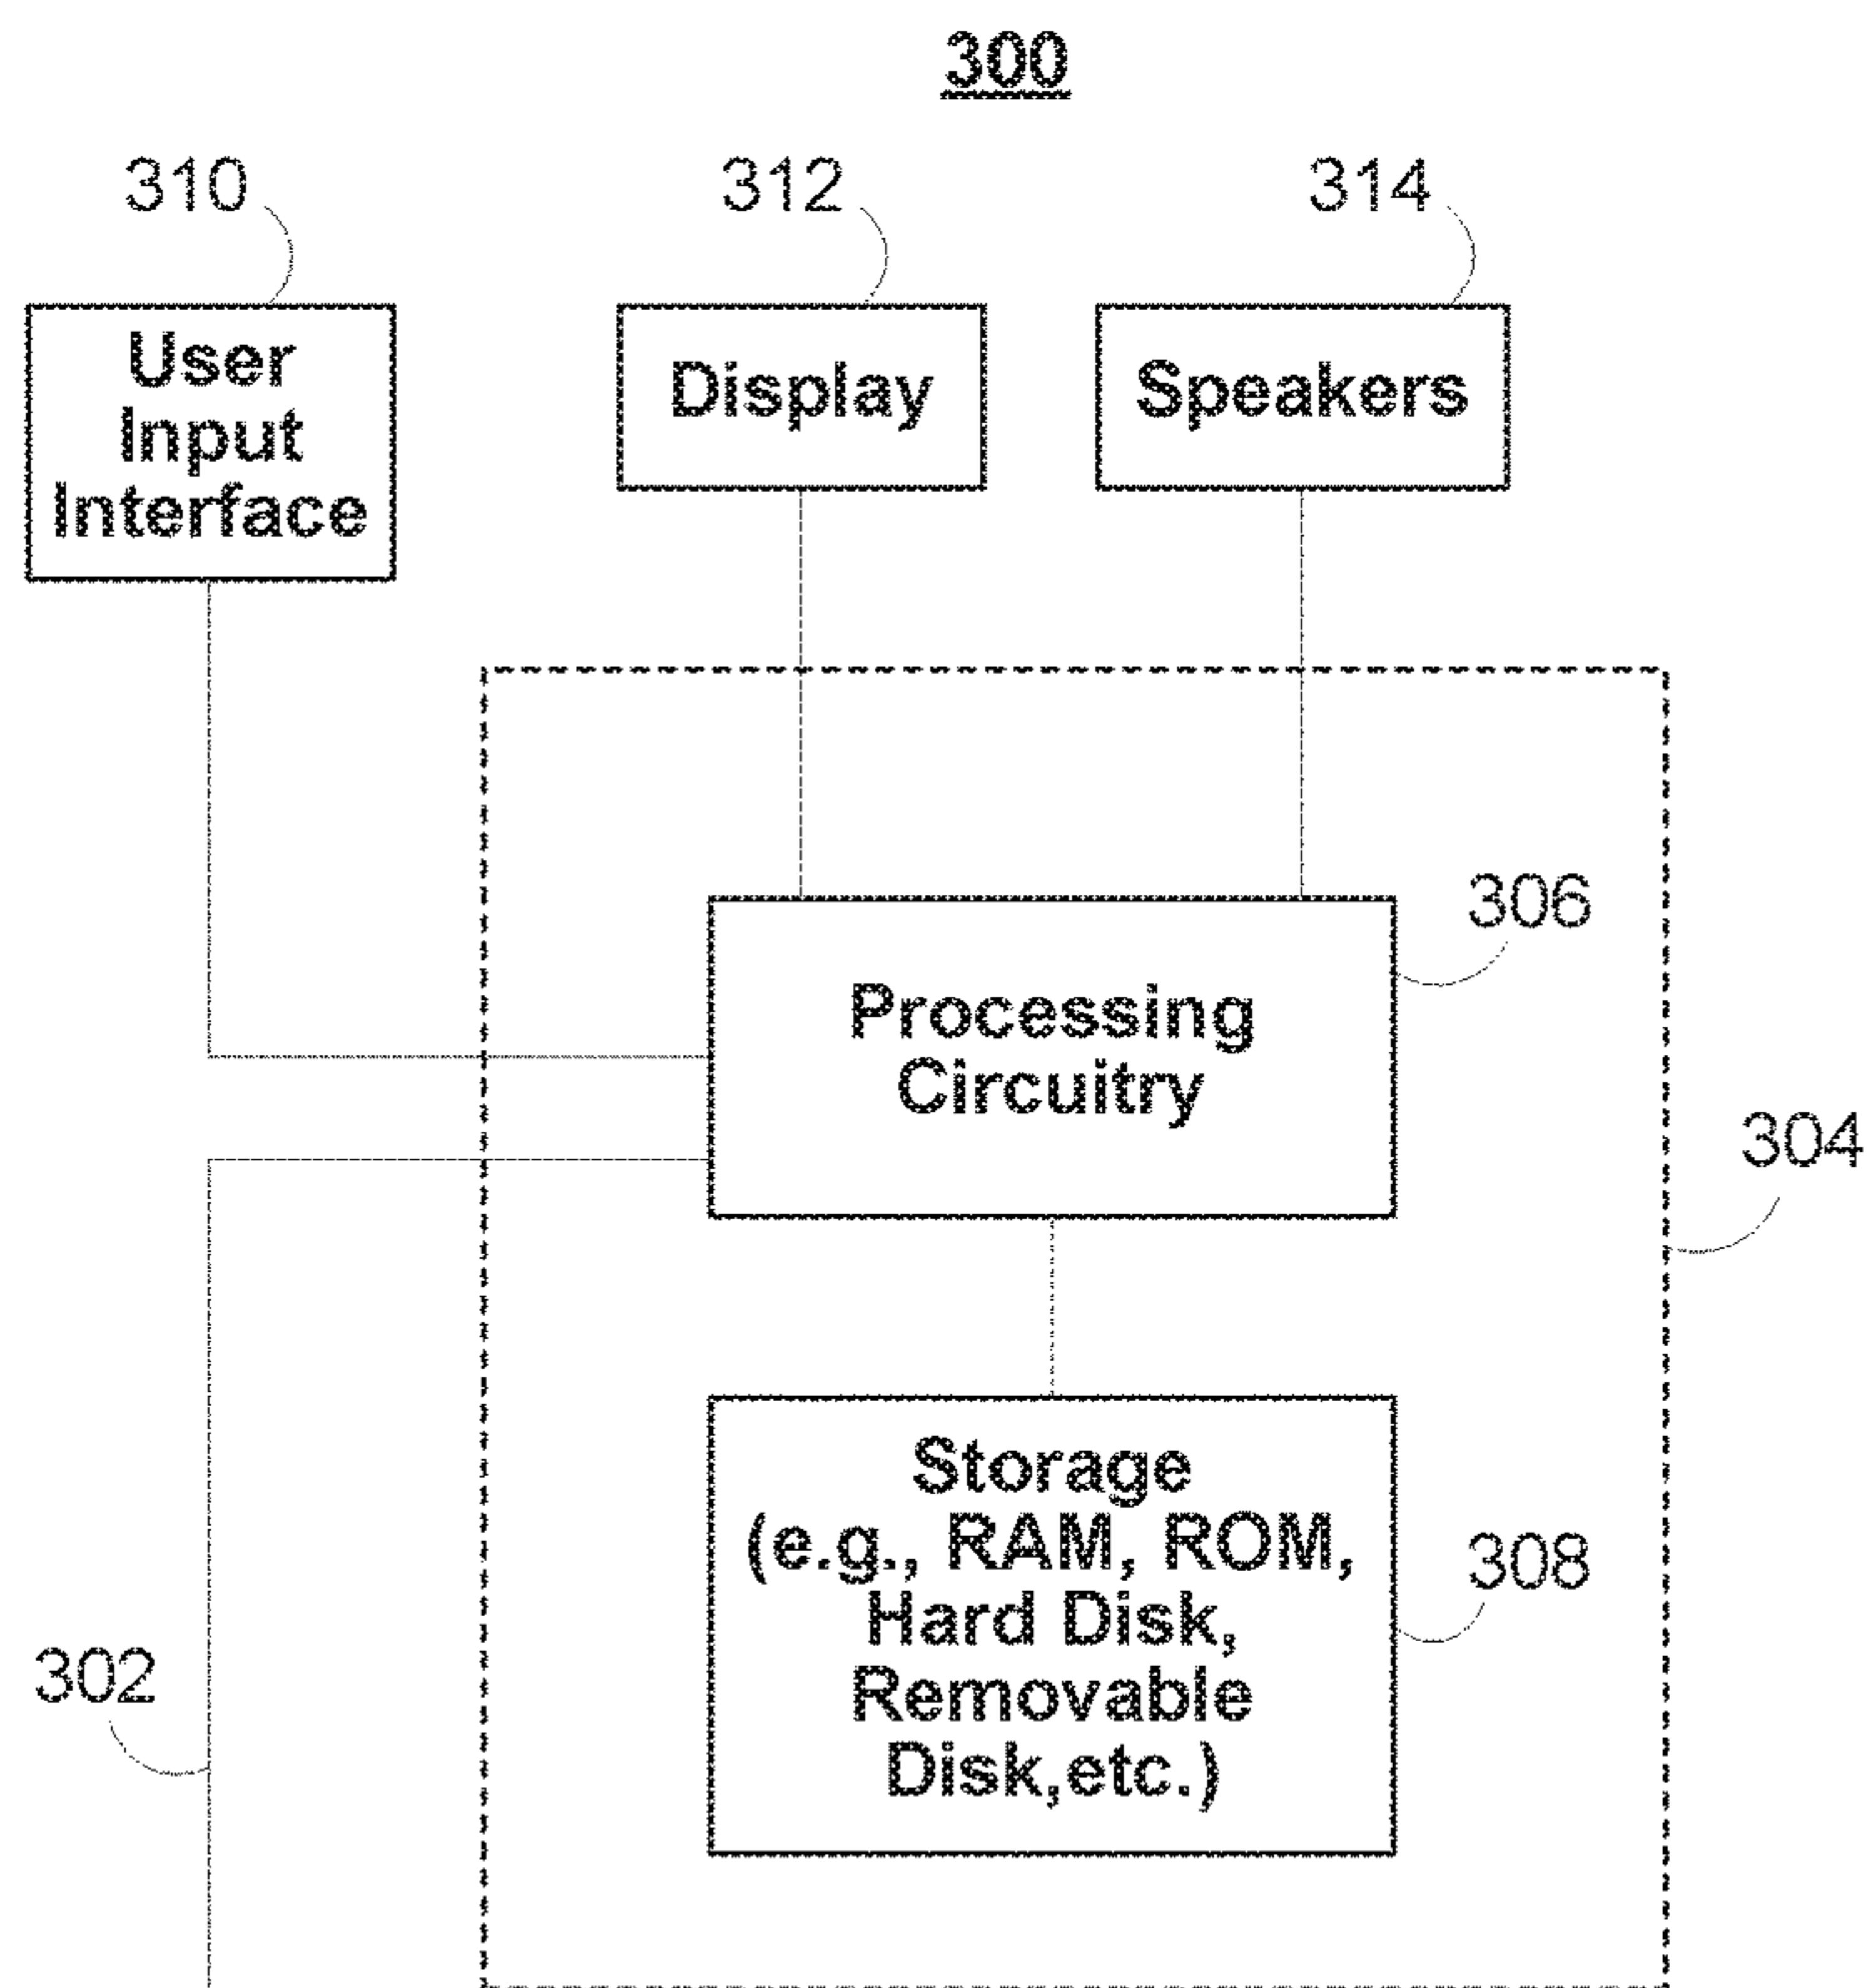 300
310
312
314
User
Input
Interface
Display
Speakers
306
Processing
Circuitry
304
Storage
(e.g., RAM, ROM,
Hard Disk,
Removable
Disk,etc.)
308
302